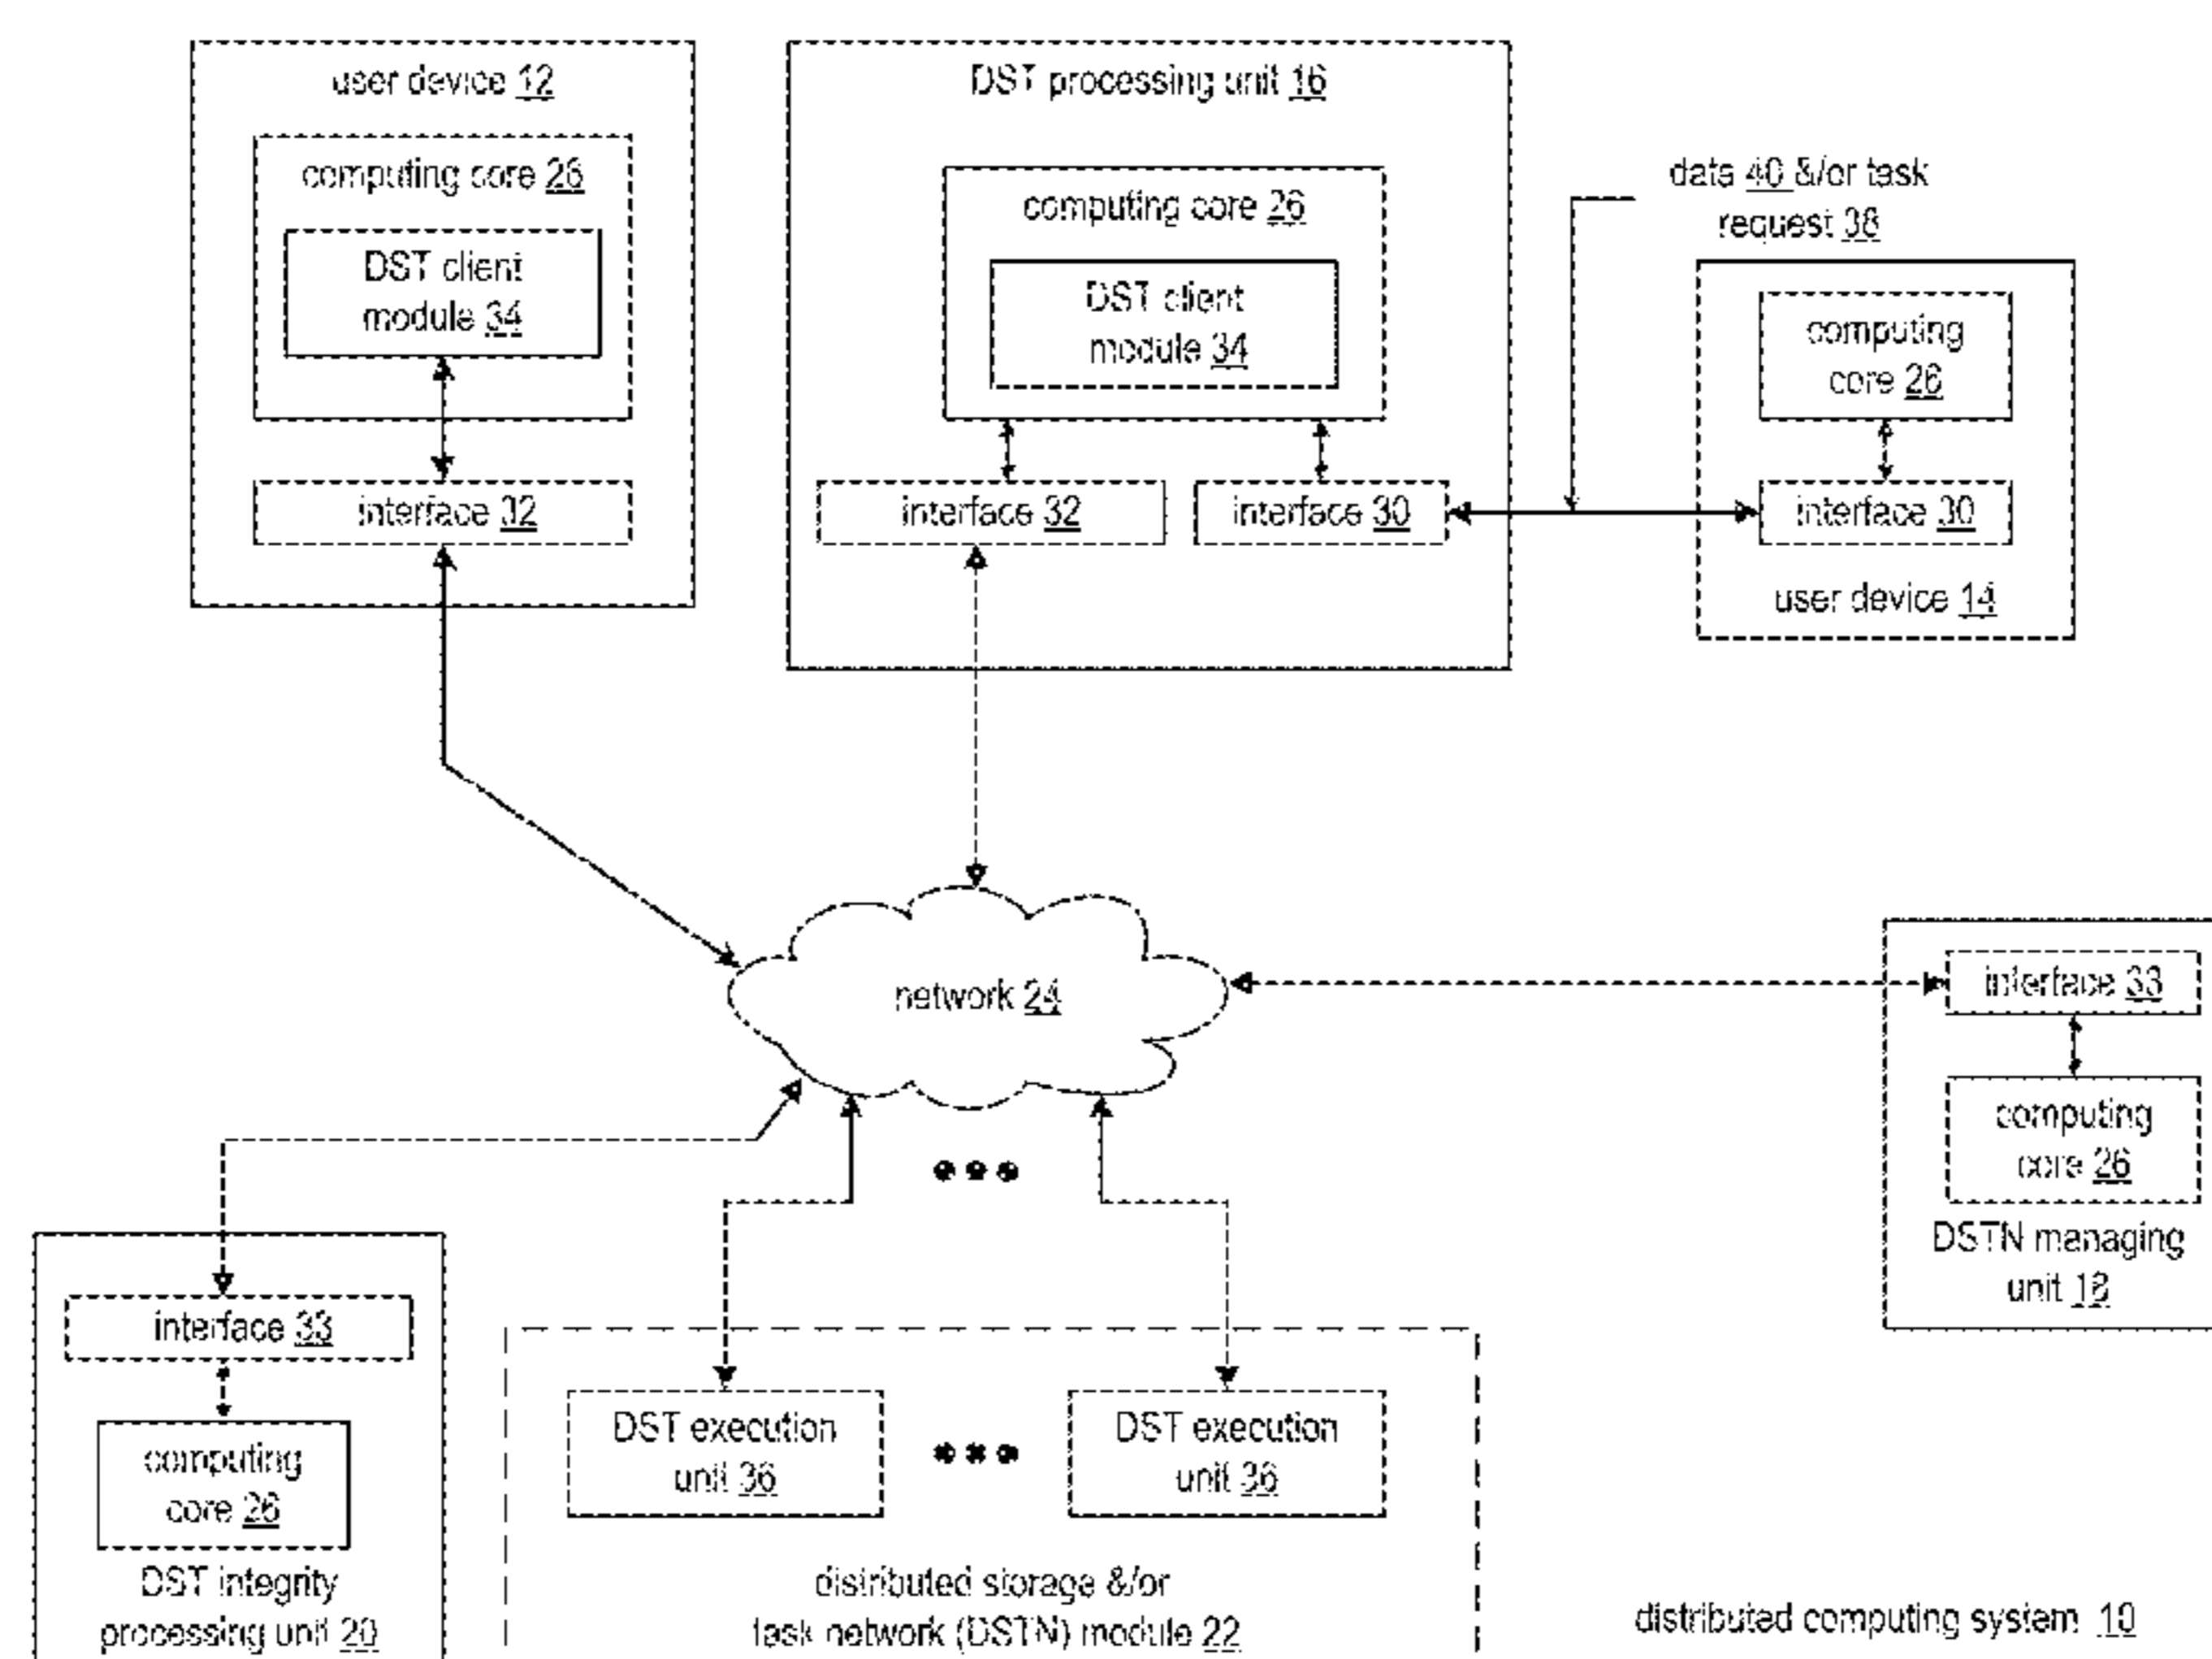 user device 12
computing core 26
DST client
module 34
interface 32
DST processing unit 16
computing core 26
DST client
module 34
interface 32
interface 30
data 40 &/or task
request 38
computing
core 26
interface 30
user device 14
network 24
interface 33
computing
core 26
DSTN managing
unit 18
interface 33
computing
core 26
DST integrity
processing unit 20
DST execution
unit 36
DST execution
unit 36
distributed storage &/or
task network (DSTN) module 22
distributed computing system 10